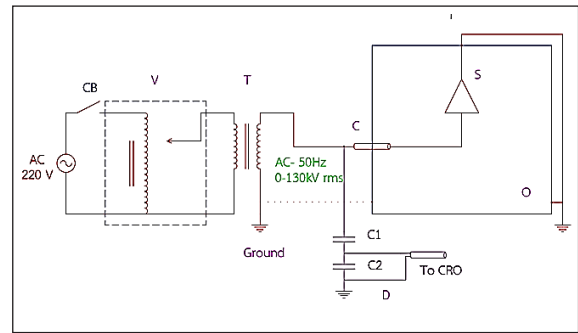 V
T
S
CB
C
AC
220 V
AC- 50Hz
0-130kV rms
O
Ground
C1
C2
To CRO
D